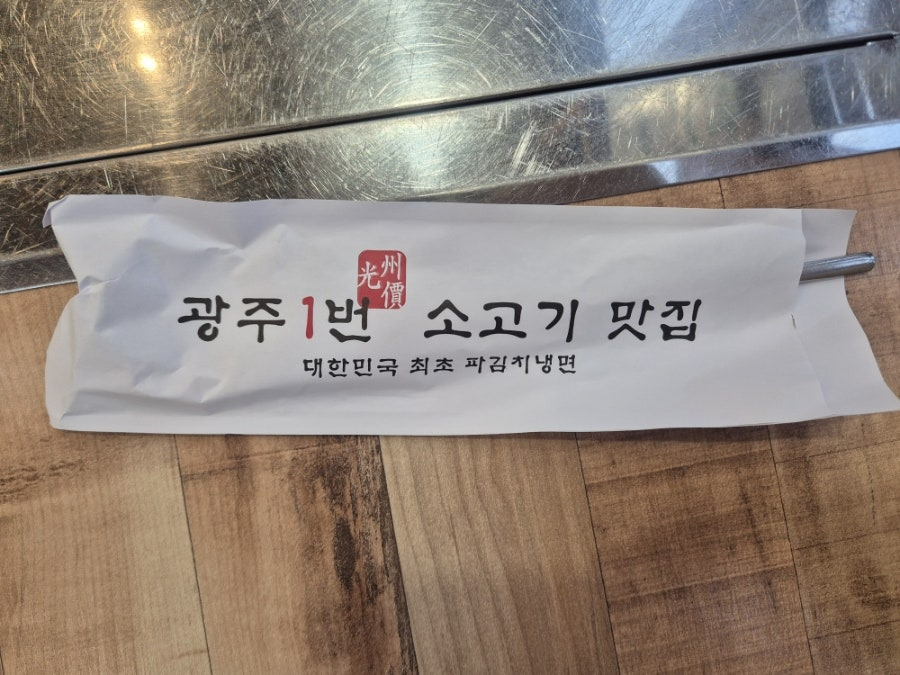 光州價
광주1번 소고기 맛집
대한민국 최초 파김치냉면